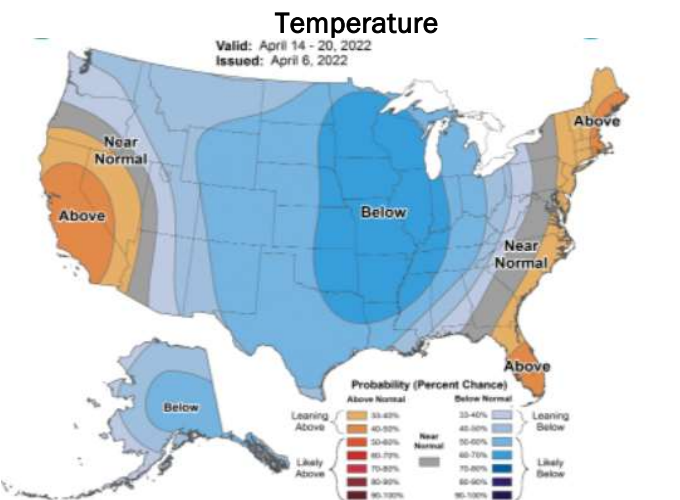 Temperature
Valid: April 14 - 20, 2022
Issued: April 6, 2022
Above
Near
Normal
Above
Below
Near
Normal
Above
Below
Probability (Percent Chance)
Above Normal
Below Normal
Leaning
Above
33-40%
40-50%
50-60%
60-70%
70-80%
80-90%
90-100%
Likely
Above
Near
Normal
33-40%
40-50%
50-60%
60-70%
70-80%
80-90%
90-100%
Leaning
Below
Likely
Below